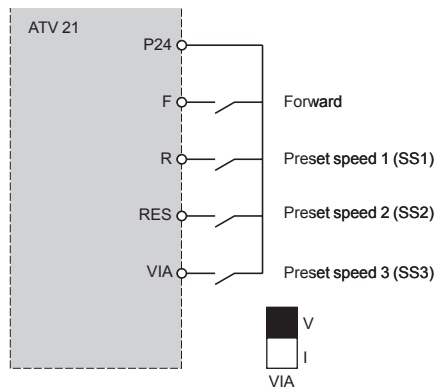 ATV 21
P24
F Forward
R Preset speed 1 (SS1)
RES Preset speed 2 (SS2)
VIA Preset speed 3 (SS3)
V
I
VIA